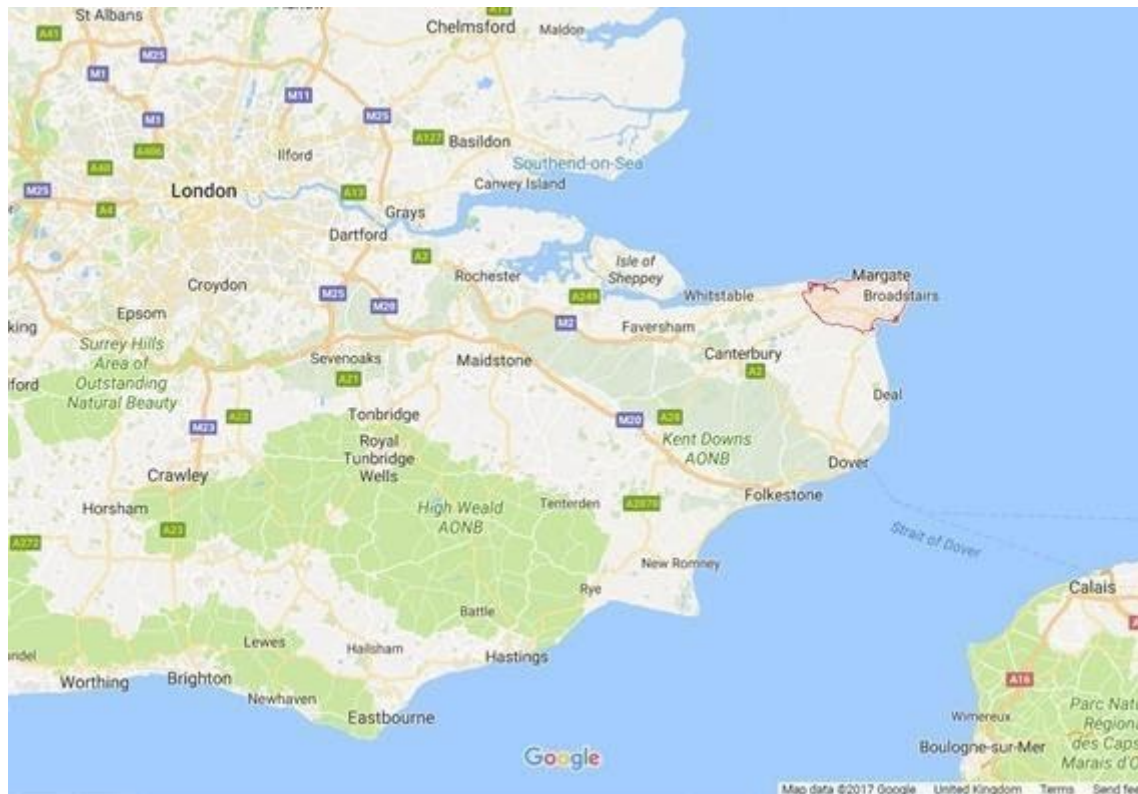 St Albans
A41
M25
M1
M11
Chelmsford
Maldon
M1
A406
M25
A127
Basildon
Ilford
A40
Southend-on-Sea
M25
London
A13
Canvey Island
A4
Grays
Dartford
A2
Isle of
Sheppey
Rochester
Margate
Croydon
M25
M20
A249
Whitstable
Broadstairs
Epsom
king
M2
Faversham
Surrey Hills
Area of
Outstanding
Natural Beauty
Sevenoaks
Maidstone
Canterbury
A21
A2
lford
Deal
Tonbridge
A22
M23
M20
A28
Royal
Tunbridge
Wells
Kent Downs
AONB
Dover
Crawley
Horsham
High Weald
AONB
Tenterden
A2070
Folkestone
A23
A272
Strait of Dover
New Romney
Rye
Calais
Battle
Lewes
Hailsham
Hastings
ndel
Worthing
Brighton
Newhaven
Eastbourne
A16
Wimereux
Parc Nat
Région
des Caps
Marais d'O
Boulogne-sur-Mer
Google
Map data ©2017 Google United Kingdom Terms Send fee